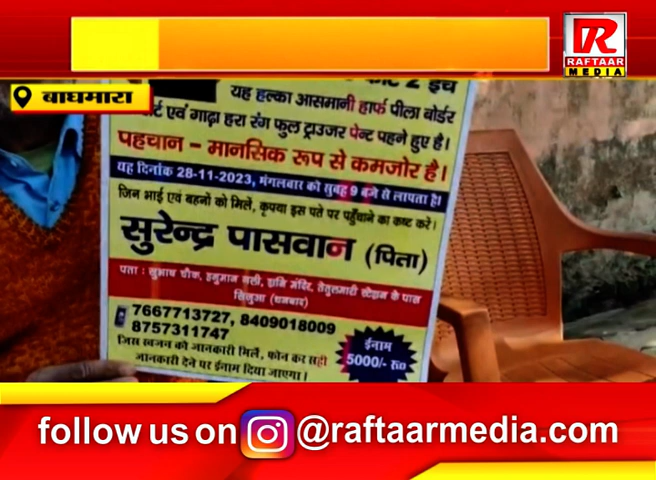 RAFTAAR
MEDIA
बाघमारा
2 इंच
यह हल्का आसमानी हार्फ पीला बोर्डर
एवं गाढ़ा हरा रंग फुल ट्राउजर पेन्ट पहने हुए है।
पहचान - मानसिक रूप से कमजोर है।
यह दिनांक 28-11-2023, मंगलवार को सुबह 9 बजे से लापता है।
जिन भाई एवं बहनो को मिलें, कृपया इस पते पर पहुँचाने का कष्ट करें।
सुरेन्द्र पासवान (पिता)
पता : सुभाष चौक, हनुमान गली, शनि मंदिर, तेतुलमारी स्टेशन के पास
सिजुआ (धनबाद)
7667713727, 8409018009
8757311747
जिस स्वजन को जानकारी मिलें, फोन कर सही
जानकारी देने पर ईनाम दिया जाएगा।
ईनाम
5000/- रू०
follow us on @raftaarmedia.com